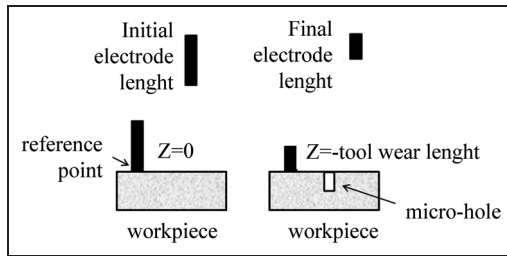 Initial
electrode
lenght
Final
electrode
lenght
reference
point
Z=0
Z=-tool wear lenght
micro-hole
workpiece
workpiece